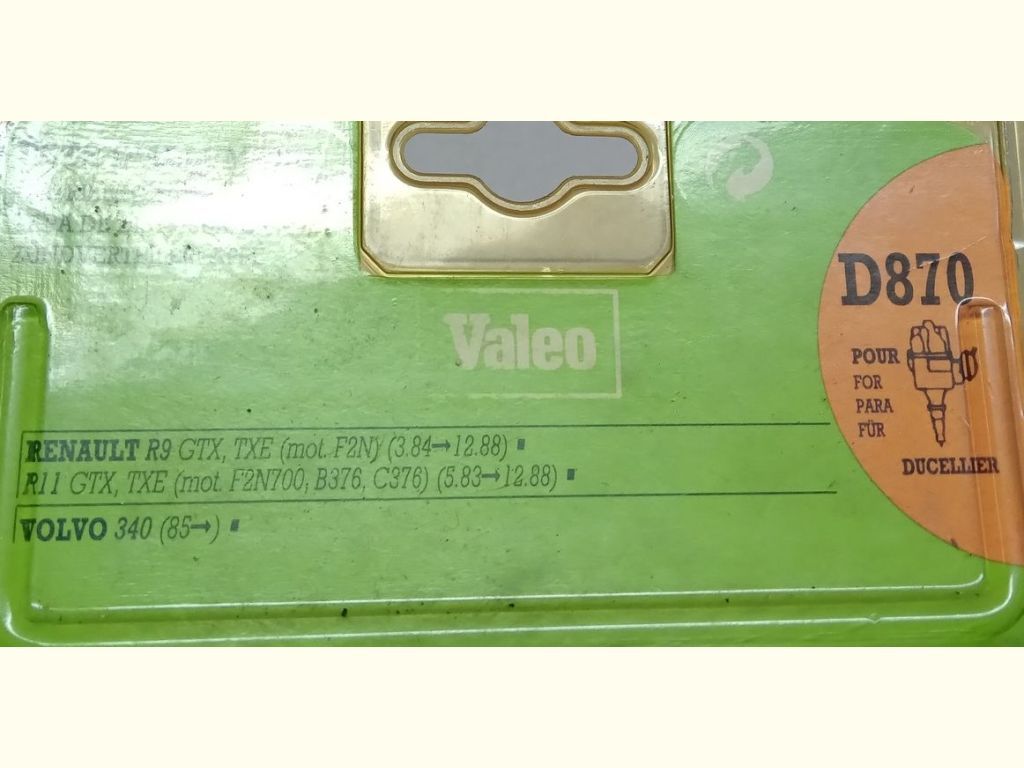 Valeo
D870
POUR
FOR
PARA
FÜR
DUCELLIER
RENAULT R9 GTX, TXE (mot. F2N) (3.84→12.88) ▪
R11 GTX, TXE (mot. F2N700, B376, C376) (5.83→12.88) ▪
VOLVO 340 (85→) ▪